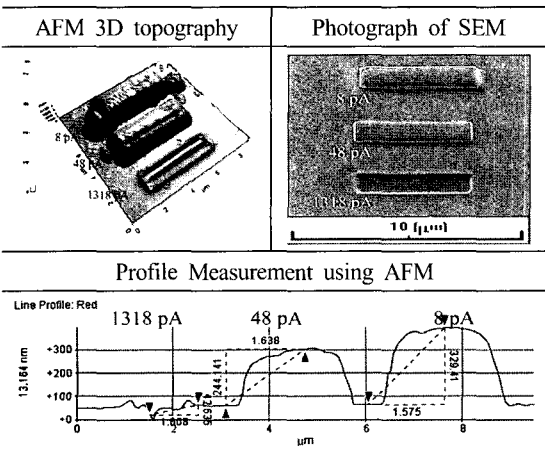 AFM 3D topography
Photograph of SEM
8 pA
48 pA
1318 pA
8 pA
48 pA
1318 pA
10 [μm]
Profile Measurement using AFM
Line Profile: Red
1318 pA 48 pA 8 pA
+300
+200
+100
+0
13.164 nm
1.638
244.141
42.635
329.41
1.575
0 2 4 6 8
μm